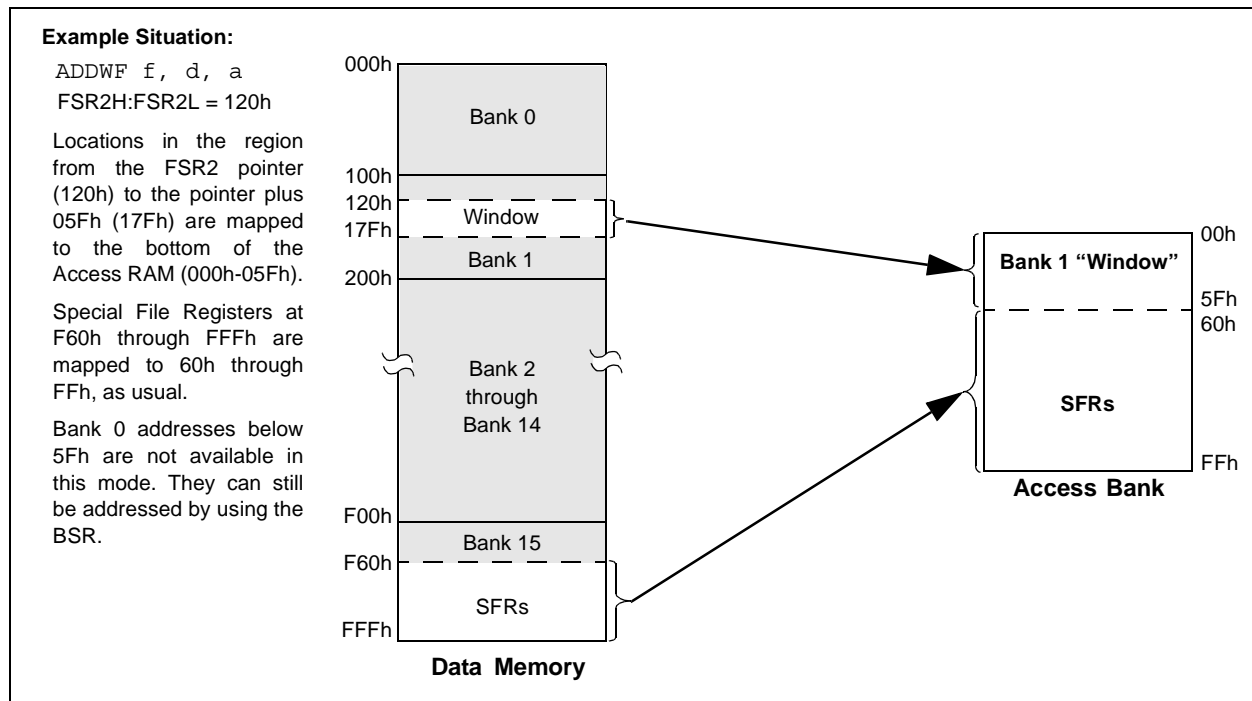 Example Situation:
ADDWF f, d, a
FSR2H:FSR2L = 120h
Locations in the region
from the FSR2 pointer
(120h) to the pointer plus
05Fh (17Fh) are mapped
to the bottom of the
Access RAM (000h-05Fh).
Special File Registers at
F60h through FFFh are
mapped to 60h through
FFh, as usual.
Bank 0 addresses below
5Fh are not available in
this mode. They can still
be addressed by using the
BSR.
000h
Bank 0
100h
120h
Window
17Fh
Bank 1
200h
Bank 2
through
Bank 14
F00h
Bank 15
F60h
SFRs
FFFh
Data Memory
00h
Bank 1 “Window”
5Fh
60h
SFRs
FFh
Access Bank